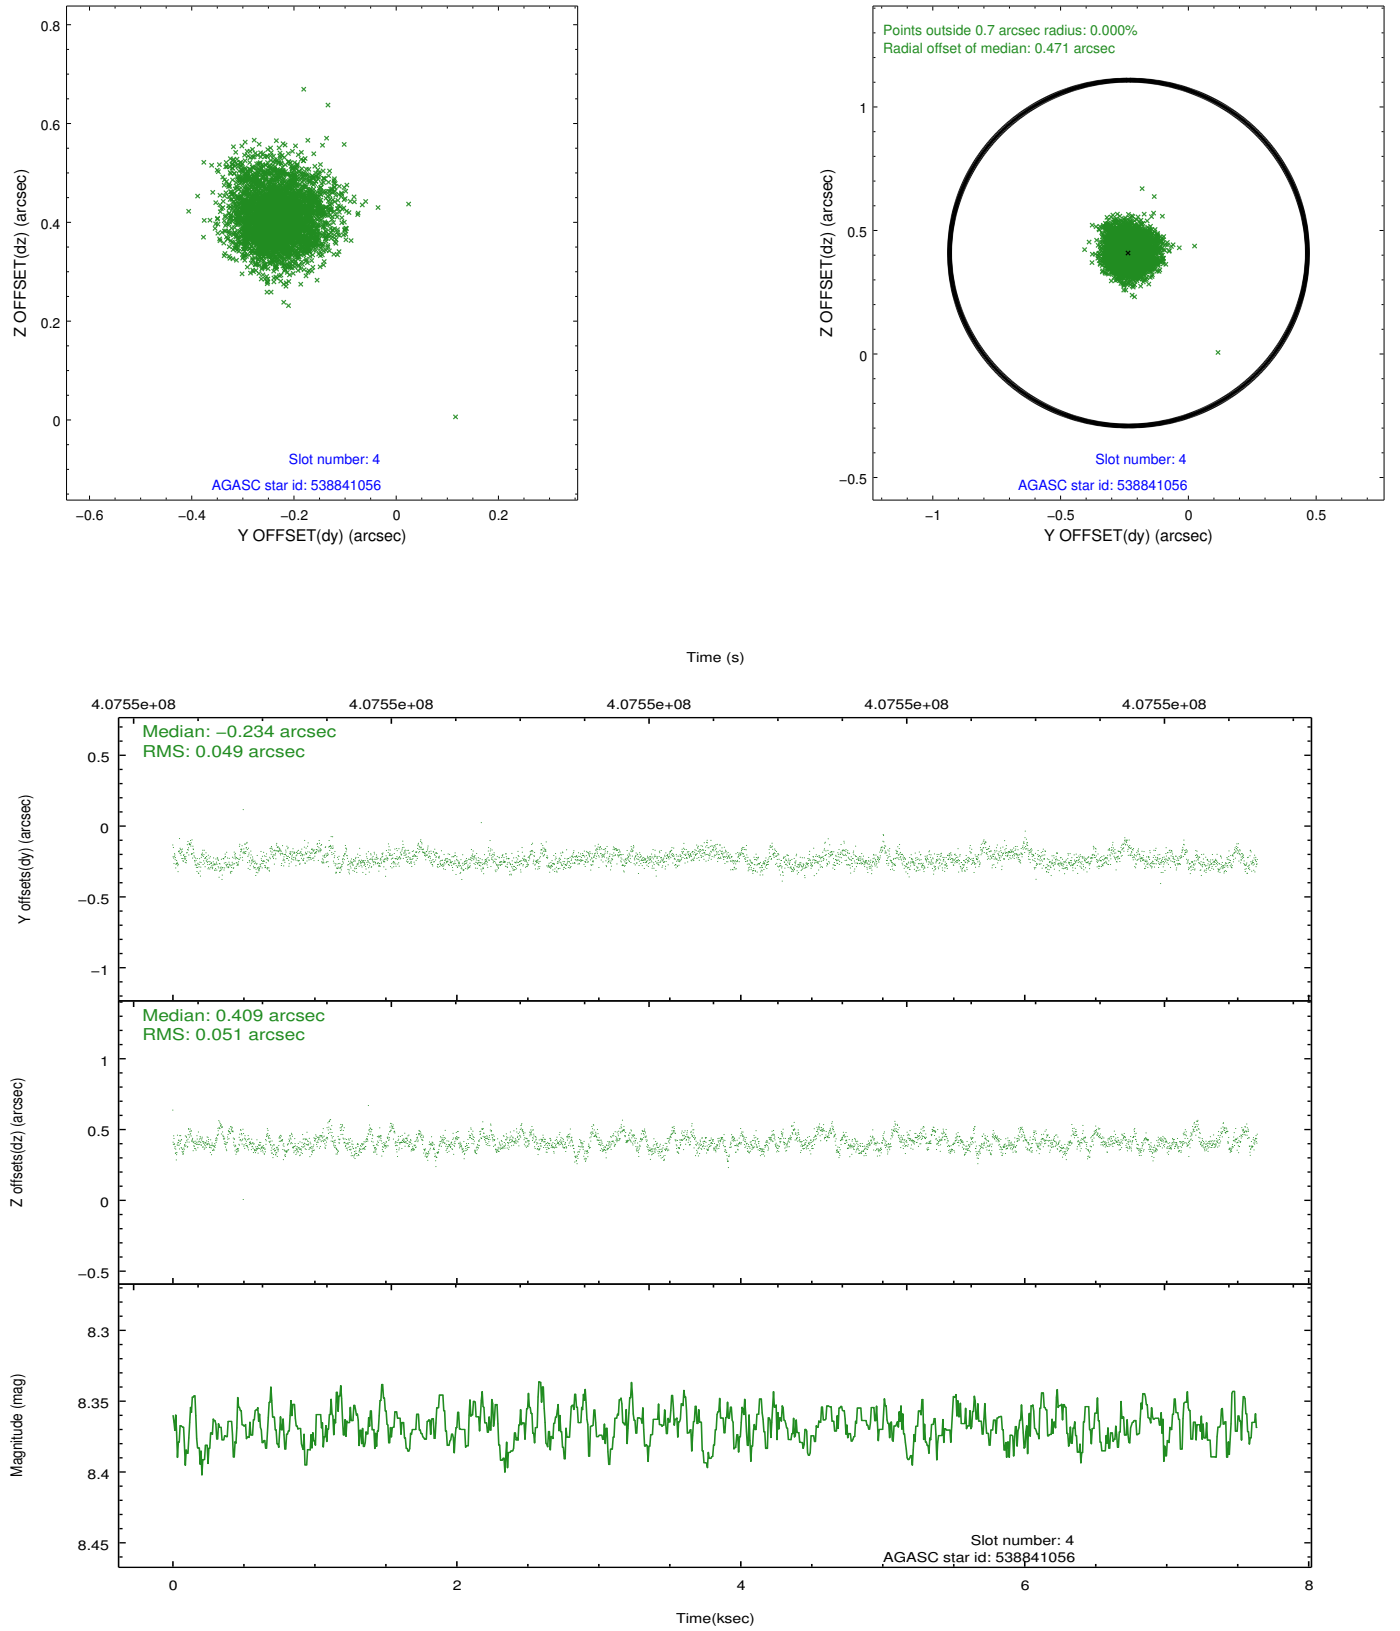 0.8
0.6
0.4
0.2
0
−0.6
−0.4
−0.2
0
0.2
Z OFFSET(dz) (arcsec)
Y OFFSET(dy) (arcsec)
Slot number: 4
AGASC star id: 538841056
Points outside 0.7 arcsec radius: 0.000%
Radial offset of median: 0.471 arcsec
1
0.5
0
−0.5
−1
−0.5
0
0.5
Z OFFSET(dz) (arcsec)
Y OFFSET(dy) (arcsec)
Slot number: 4
AGASC star id: 538841056
Time (s)
4.0755e+08
4.0755e+08
4.0755e+08
4.0755e+08
4.0755e+08
Median: −0.234 arcsec
RMS: 0.049 arcsec
0.5
0
−0.5
−1
Y offsets(dy) (arcsec)
Median: 0.409 arcsec
RMS: 0.051 arcsec
1
0.5
0
−0.5
Z offsets(dz) (arcsec)
8.3
8.35
8.4
8.45
Magnitude (mag)
Slot number: 4
AGASC star id: 538841056
0
2
4
6
8
Time(ksec)